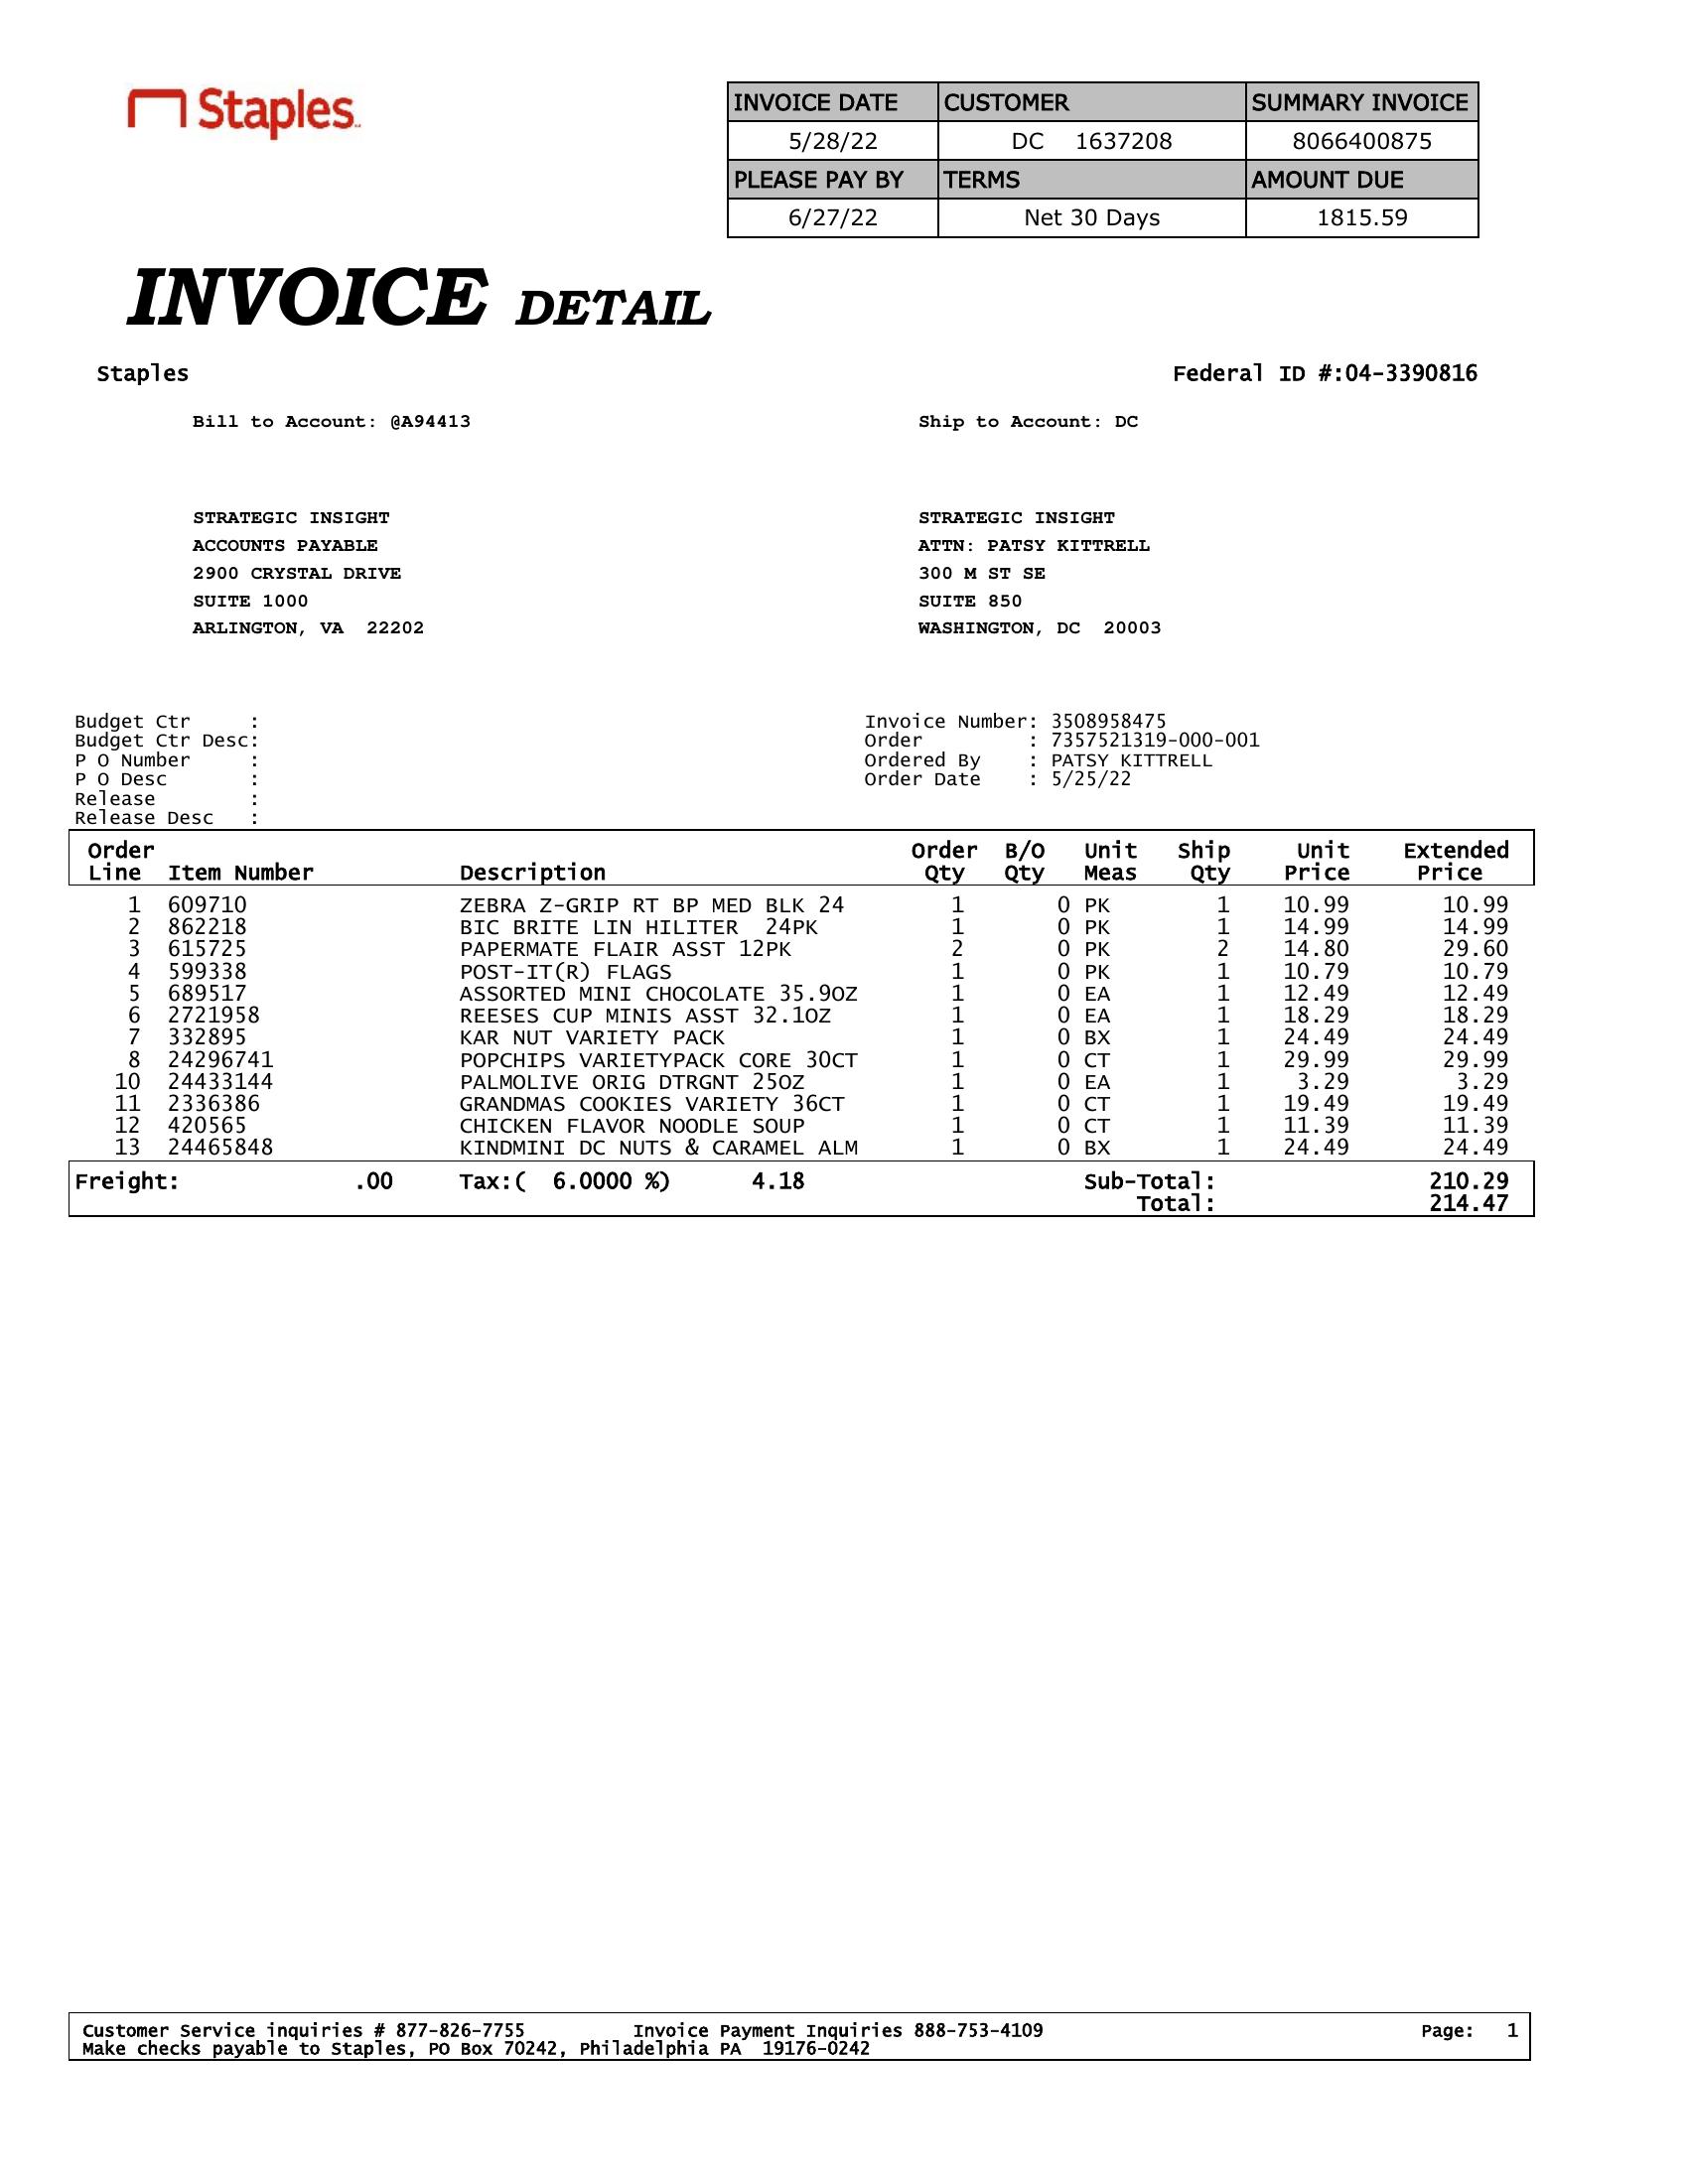 Staples
INVOICE DATE CUSTOMER SUMMARY INVOICE
5/28/22 DC 1637208 8066400875
PLEASE PAY BY TERMS AMOUNT DUE
6/27/22 Net 30 Days 1815.59
INVOICE DETAIL
Staples Federal ID #:04-3390816
Bill to Account: @A94413 Ship to Account: DC
STRATEGIC INSIGHT STRATEGIC INSIGHT
ACCOUNTS PAYABLE ATTN: PATSY KITTRELL
2900 CRYSTAL DRIVE 300 M ST SE
SUITE 1000 SUITE 850
ARLINGTON, VA 22202 WASHINGTON, DC 20003
Budget Ctr : Invoice Number: 3508958475
Budget Ctr Desc: Order : 7357521319-000-001
P O Number : Ordered By : PATSY KITTRELL
P O Desc : Order Date : 5/25/22
Release :
Release Desc :
Order Order B/O Unit Ship Unit Extended
Line Item Number Description Qty Qty Meas Qty Price Price
1 609710 ZEBRA Z-GRIP RT BP MED BLK 24 1 0 PK 1 10.99 10.99
2 862218 BIC BRITE LIN HILITER 24PK 1 0 PK 1 14.99 14.99
3 615725 PAPERMATE FLAIR ASST 12PK 2 0 PK 2 14.80 29.60
4 599338 POST-IT(R) FLAGS 1 0 PK 1 10.79 10.79
5 689517 ASSORTED MINI CHOCOLATE 35.9OZ 1 0 EA 1 12.49 12.49
6 2721958 REESES CUP MINIS ASST 32.1OZ 1 0 EA 1 18.29 18.29
7 332895 KAR NUT VARIETY PACK 1 0 BX 1 24.49 24.49
8 24296741 POPCHIPS VARIETYPACK CORE 30CT 1 0 CT 1 29.99 29.99
10 24433144 PALMOLIVE ORIG DTRGNT 25OZ 1 0 EA 1 3.29 3.29
11 2336386 GRANDMAS COOKIES VARIETY 36CT 1 0 CT 1 19.49 19.49
12 420565 CHICKEN FLAVOR NOODLE SOUP 1 0 CT 1 11.39 11.39
13 24465848 KINDMINI DC NUTS & CARAMEL ALM 1 0 BX 1 24.49 24.49
Freight: .00 Tax:( 6.0000 %) 4.18 Sub-Total: 210.29
Total: 214.47
Customer Service inquiries # 877-826-7755 Invoice Payment Inquiries 888-753-4109 Page: 1
Make checks payable to Staples, PO Box 70242, Philadelphia PA 19176-0242